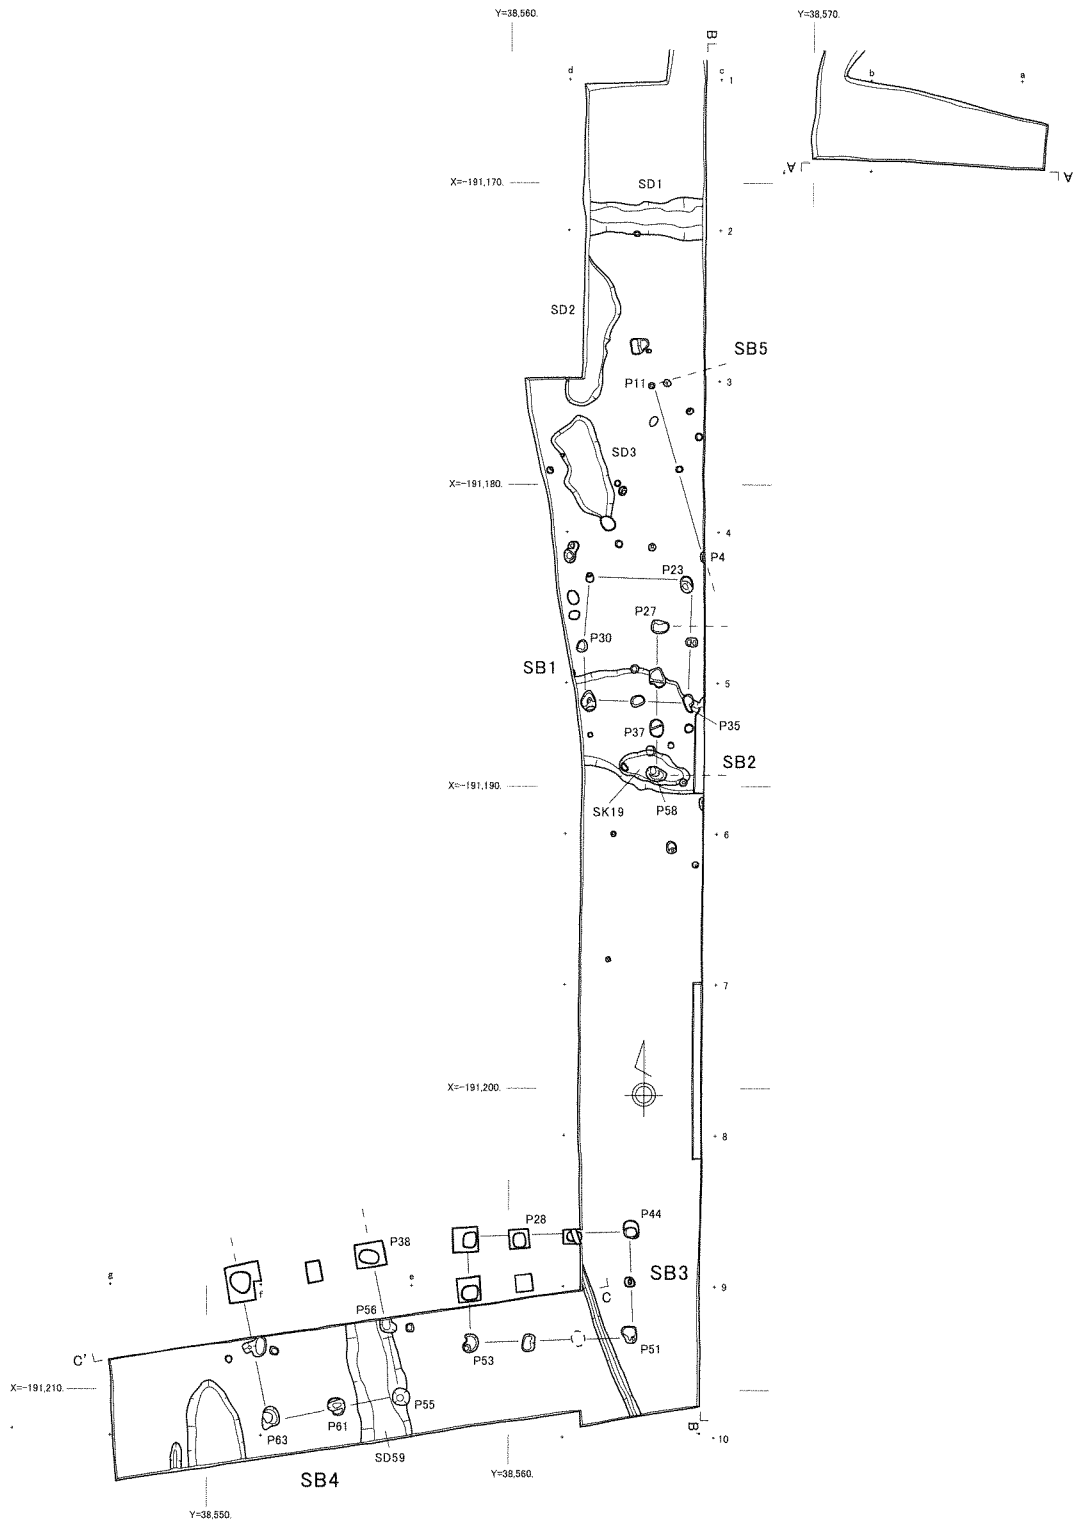 Y=38,560.
Y=38,570.
B
d
c
1
b
a
A'
A
X=-191,170
SD1
2
SD2
SB5
P11
3
SD3
X=-191,180
4
P4
P23
P27
P30
SB1
5
P35
P37
SB2
X=-191,190
SK19
P58
6
7
X=-191,200
8
P28
P44
P38
SB3
g
f
e
9
C
P56
C'
P53
P51
X=-191,210
P55
P61
P63
B'
10
SD59
SB4
Y=38,560.
Y=38,550.